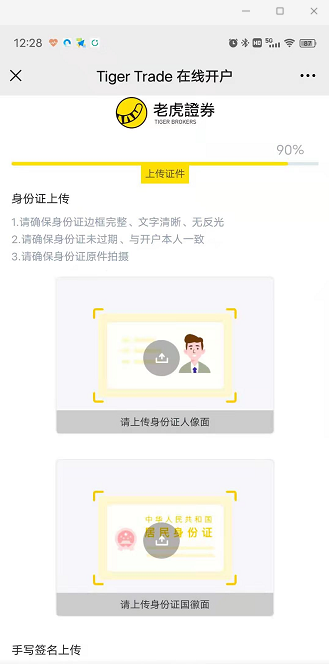 12:28
HD 5G 87
Tiger Trade 在线开户
老虎證券
TIGER BROKERS
90%
上传证件
身份证上传
1.请确保身份证边框完整、文字清晰、无反光
2.请确保身份证未过期、与开户本人一致
3.请确保身份证原件拍摄
请上传身份证人像面
中华人民共和国
居民身份证
请上传身份证国徽面
手写签名上传